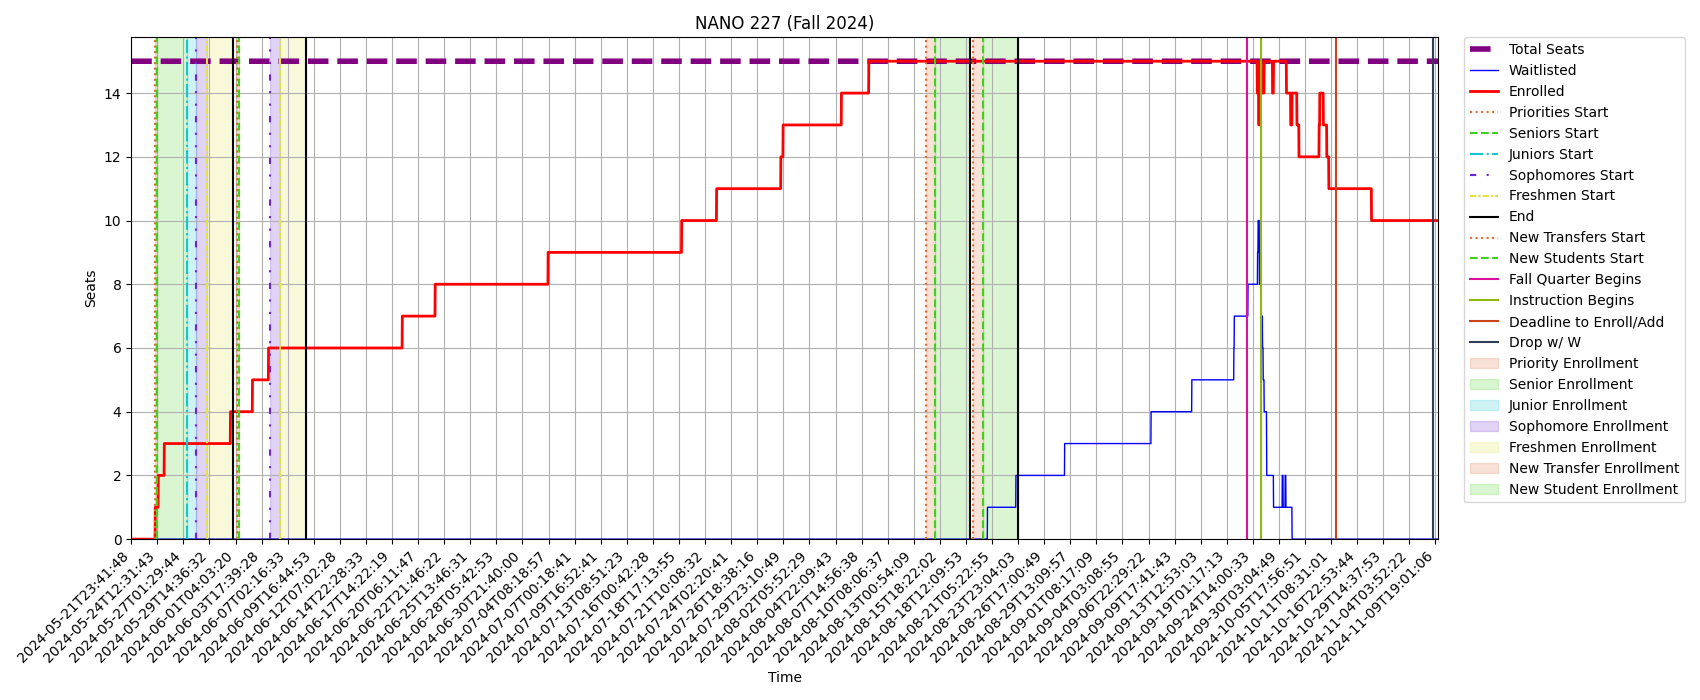 NANO 227 (Fall 2024)
Seats
14
12
10
8
6
4
2
0
2024-05-21T23:41:48
2024-05-24T12:31:43
2024-05-27T01:29:44
2024-05-29T14:36:32
2024-06-01T04:03:20
2024-06-03T17:39:28
2024-06-07T02:16:33
2024-06-09T16:44:53
2024-06-12T07:02:28
2024-06-14T22:28:33
2024-06-17T14:22:19
2024-06-20T06:11:47
2024-06-22T21:46:22
2024-06-25T13:46:31
2024-06-28T05:42:53
2024-06-30T21:40:00
2024-07-04T08:18:57
2024-07-07T00:18:41
2024-07-09T16:52:41
2024-07-13T08:51:23
2024-07-16T00:42:28
2024-07-18T17:13:55
2024-07-21T10:08:32
2024-07-24T02:20:41
2024-07-26T18:38:16
2024-07-29T23:10:49
2024-08-02T05:52:29
2024-08-04T22:09:43
2024-08-07T14:56:38
2024-08-10T08:06:37
2024-08-13T00:54:09
2024-08-15T18:22:02
2024-08-18T12:09:53
2024-08-21T05:22:55
2024-08-23T23:04:03
2024-08-26T17:00:49
2024-08-29T13:09:57
2024-09-01T08:17:09
2024-09-04T03:08:55
2024-09-06T22:29:22
2024-09-09T17:41:43
2024-09-13T12:53:03
2024-09-19T01:17:13
2024-09-24T14:00:33
2024-09-30T03:04:49
2024-10-05T17:56:51
2024-10-11T08:31:01
2024-10-16T22:53:44
2024-10-29T14:37:53
2024-11-04T03:52:22
2024-11-09T19:01:06
Time
Total Seats
Waitlisted
Enrolled
Priorities Start
Seniors Start
Juniors Start
Sophomores Start
Freshmen Start
End
New Transfers Start
New Students Start
Fall Quarter Begins
Instruction Begins
Deadline to Enroll/Add
Drop w/ W
Priority Enrollment
Senior Enrollment
Junior Enrollment
Sophomore Enrollment
Freshmen Enrollment
New Transfer Enrollment
New Student Enrollment